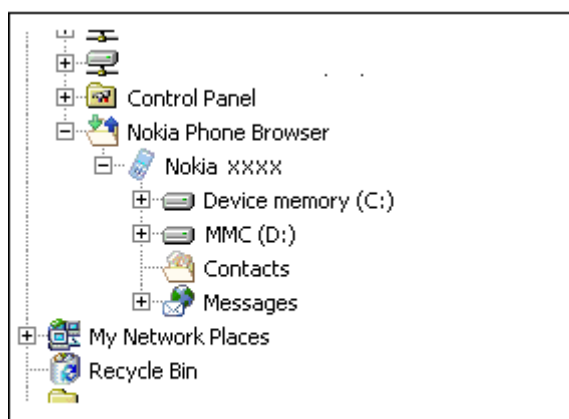 Control Panel
Nokia Phone Browser
Nokia xxxx
Device memory (C:)
MMC (D:)
Contacts
Messages
My Network Places
Recycle Bin